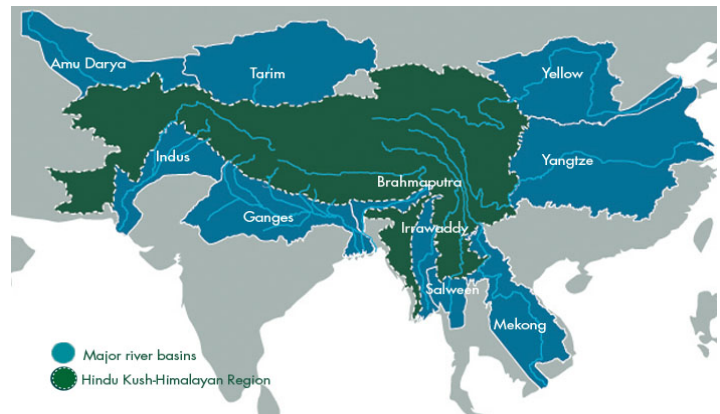 Amu Darya
Tarim
Yellow
Indus
Yangtze
Brahmaputra
Ganges
Irrawaddy
Salween
Mekong
Major river basins
Hindu Kush-Himalayan Region